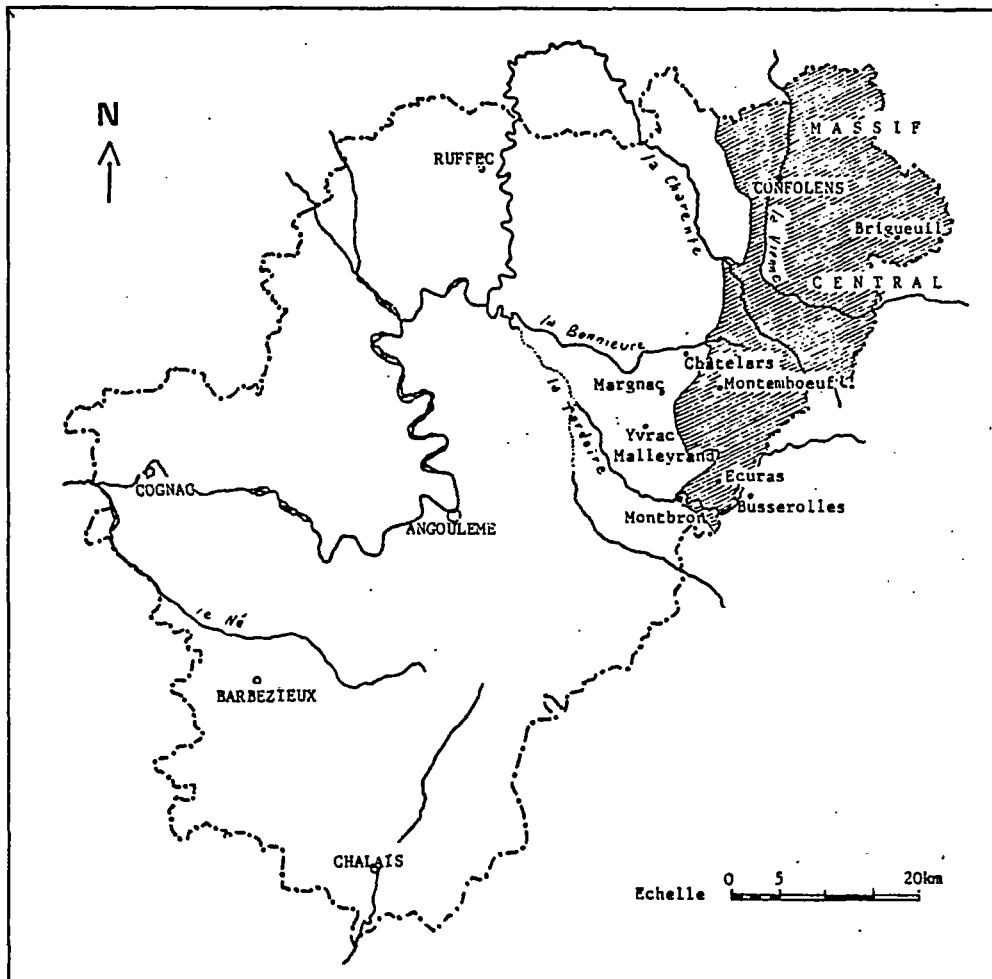 N
MASSIF
RUFFEC
la Charente
CONFOLENS
la Vienne
Brigueuil
CENTRAL
la Bonnieure
Châtelars
Margnac
Montemboeuf
la Tardoire
Yvrac
Malleyrand
Ecuras
COGNAC
Busserolles
Montbron
ANGOULEME
le Né
BARBEZIEUX
CHALAIS
0 5 20km
Echelle